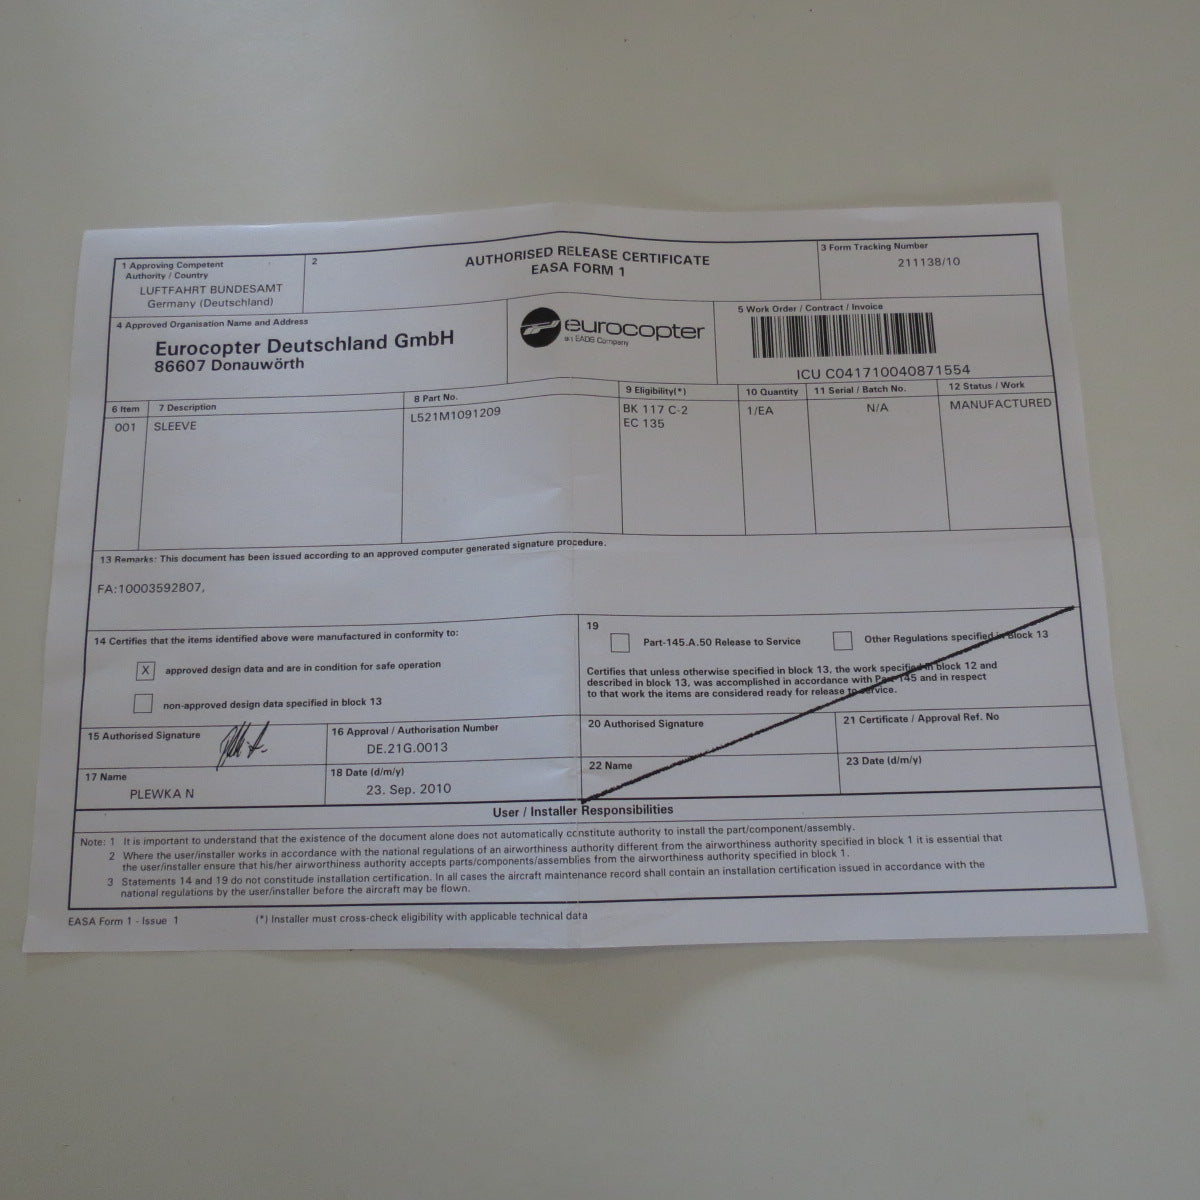 1 Approving Competent
Authority / Country
LUFTFAHRT BUNDESAMT
Germany (Deutschland)
2
AUTHORISED RELEASE CERTIFICATE
EASA FORM 1
3 Form Tracking Number
211138/10
4 Approved Organisation Name and Address
Eurocopter Deutschland GmbH
86607 Donauwörth
eurocopter
an EADS Company
5 Work Order / Contract / Invoice
ICU C041710040871554
6 Item
7 Description
8 Part No.
9 Eligibility(*)
10 Quantity
11 Serial / Batch No.
12 Status / Work
001
SLEEVE
L521M1091209
BK 117 C-2
EC 135
1/EA
N/A
MANUFACTURED
13 Remarks: This document has been issued according to an approved computer generated signature procedure.
FA:10003592807,
14 Certifies that the items identified above were manufactured in conformity to:
X approved design data and are in condition for safe operation
non-approved design data specified in block 13
19
Part-145.A.50 Release to Service
Other Regulations specified in Block 13
Certifies that unless otherwise specified in block 13, the work specified in block 12 and
described in block 13, was accomplished in accordance with Part-145 and in respect
to that work the items are considered ready for release to service.
15 Authorised Signature
16 Approval / Authorisation Number
DE.21G.0013
20 Authorised Signature
21 Certificate / Approval Ref. No
17 Name
PLEWKA N
18 Date (d/m/y)
23. Sep. 2010
22 Name
23 Date (d/m/y)
User / Installer Responsibilities
Note: 1 It is important to understand that the existence of the document alone does not automatically constitute authority to install the part/component/assembly.
2 Where the user/installer works in accordance with the national regulations of an airworthiness authority different from the airworthiness authority specified in block 1 it is essential that
the user/installer ensure that his/her airworthiness authority accepts parts/components/assemblies from the airworthiness authority specified in block 1.
3 Statements 14 and 19 do not constitute installation certification. In all cases the aircraft maintenance record shall contain an installation certification issued in accordance with the
national regulations by the user/installer before the aircraft may be flown.
EASA Form 1 - Issue 1
(*) Installer must cross-check eligibility with applicable technical data